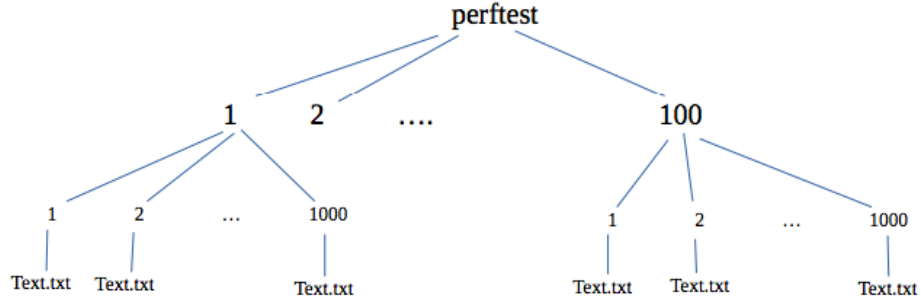 perftest
1 2 .... 100
1 2 ... 1000 1 2 ... 1000
Text.txt Text.txt Text.txt Text.txt Text.txt Text.txt